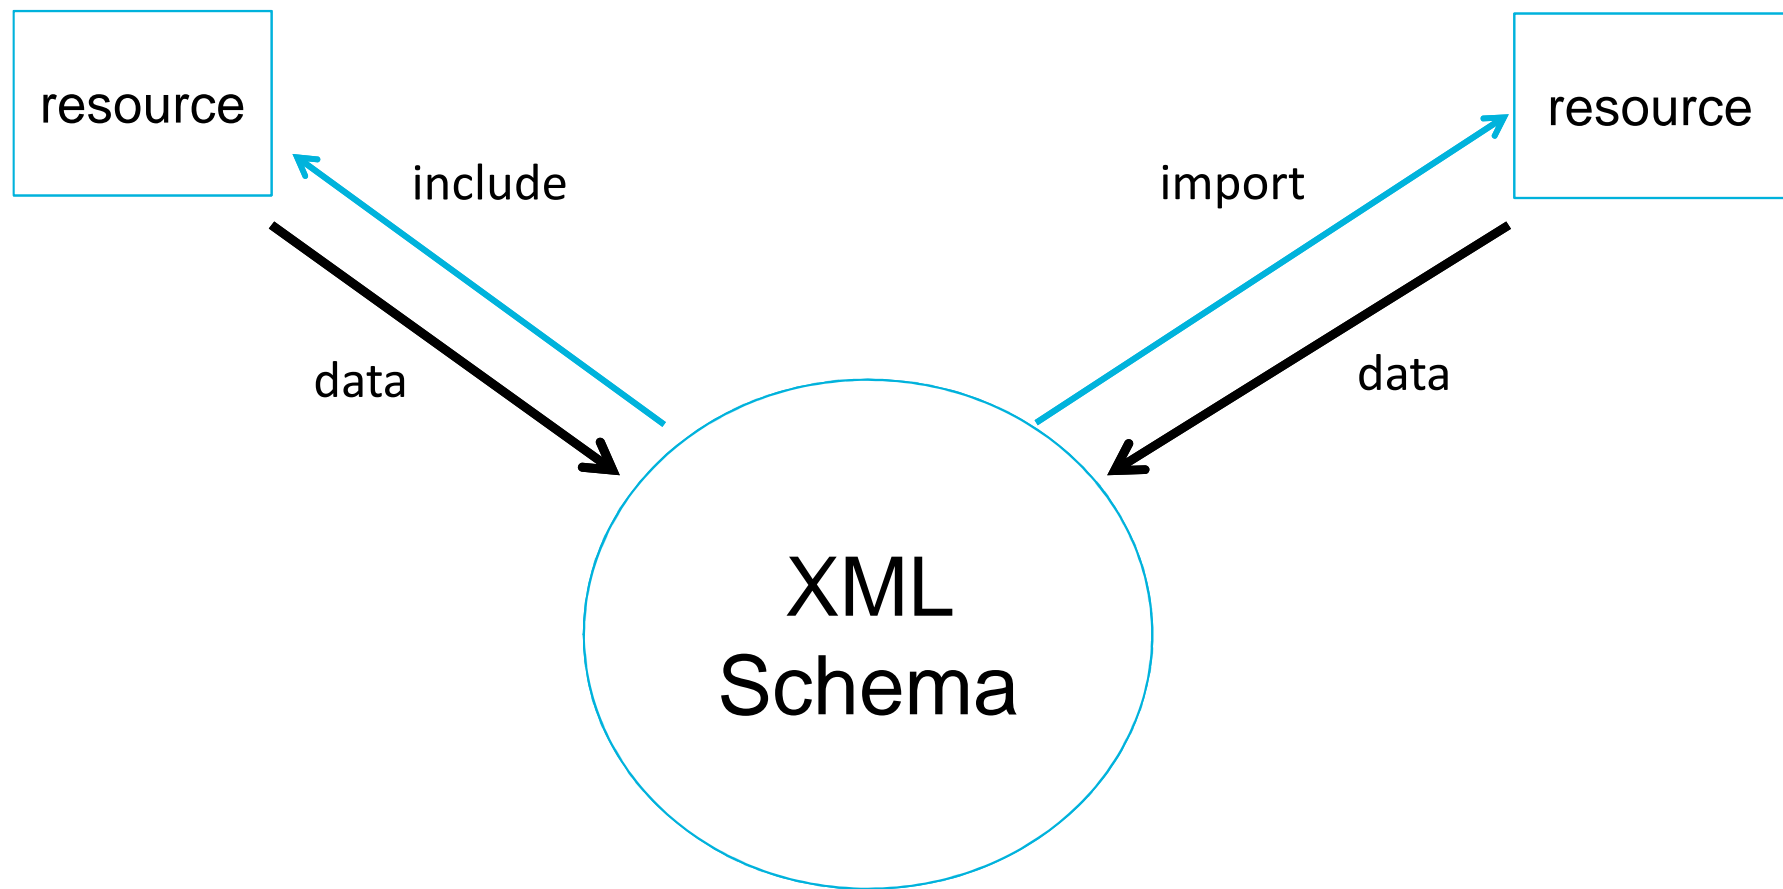 resource
resource
include
import
data
data
XML
Schema